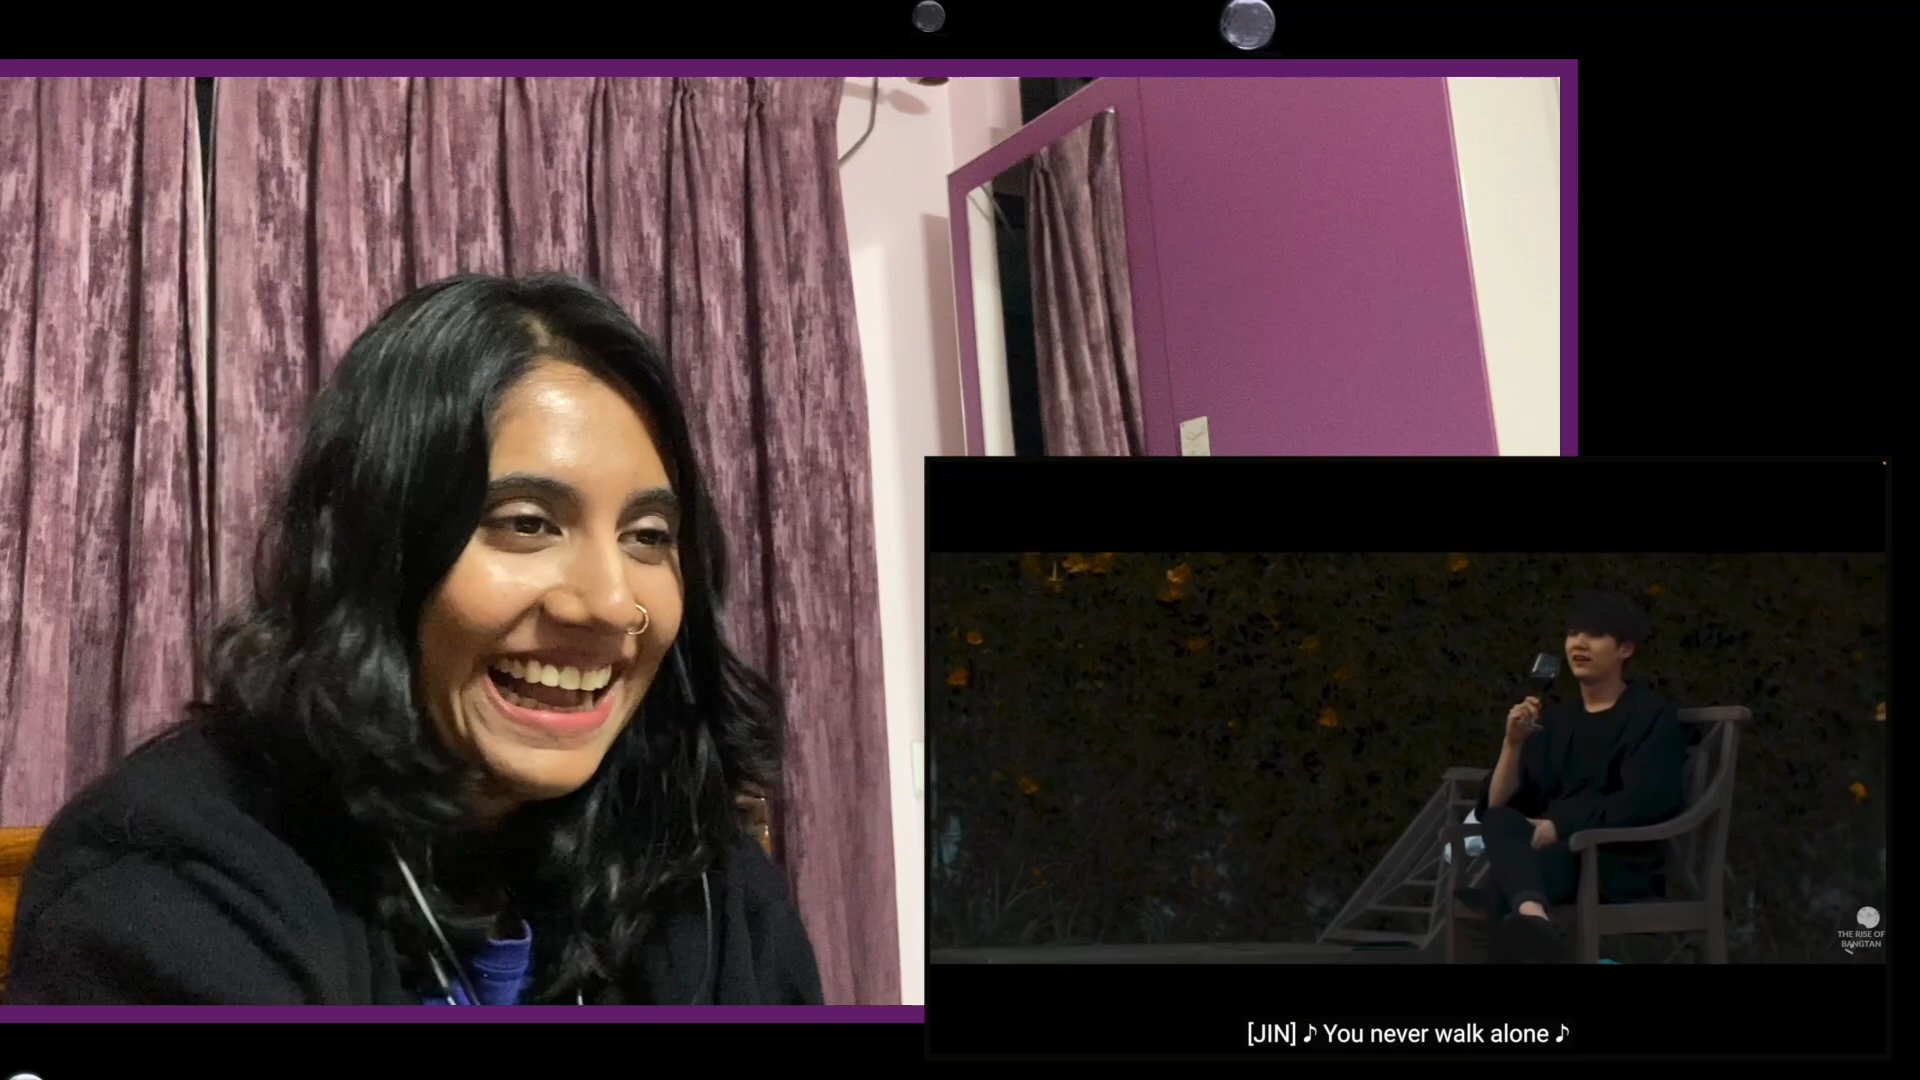 THE RISE OF
BANGTAN
[JIN] ♪ You never walk alone ♪